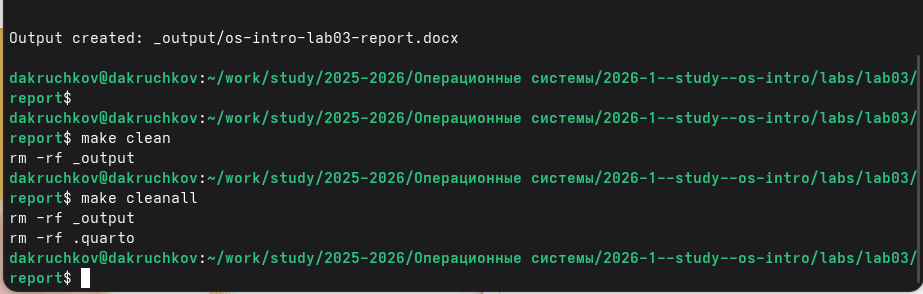 Output created: _output/os-intro-lab03-report.docx
dakruchkov@dakruchkov:~/work/study/2025-2026/Операционные системы/2026-1--study--os-intro/labs/lab03/
report$
dakruchkov@dakruchkov:~/work/study/2025-2026/Операционные системы/2026-1--study--os-intro/labs/lab03/
report$ make clean
rm -rf _output
dakruchkov@dakruchkov:~/work/study/2025-2026/Операционные системы/2026-1--study--os-intro/labs/lab03/
report$ make cleanall
rm -rf _output
rm -rf .quarto
dakruchkov@dakruchkov:~/work/study/2025-2026/Операционные системы/2026-1--study--os-intro/labs/lab03/
report$